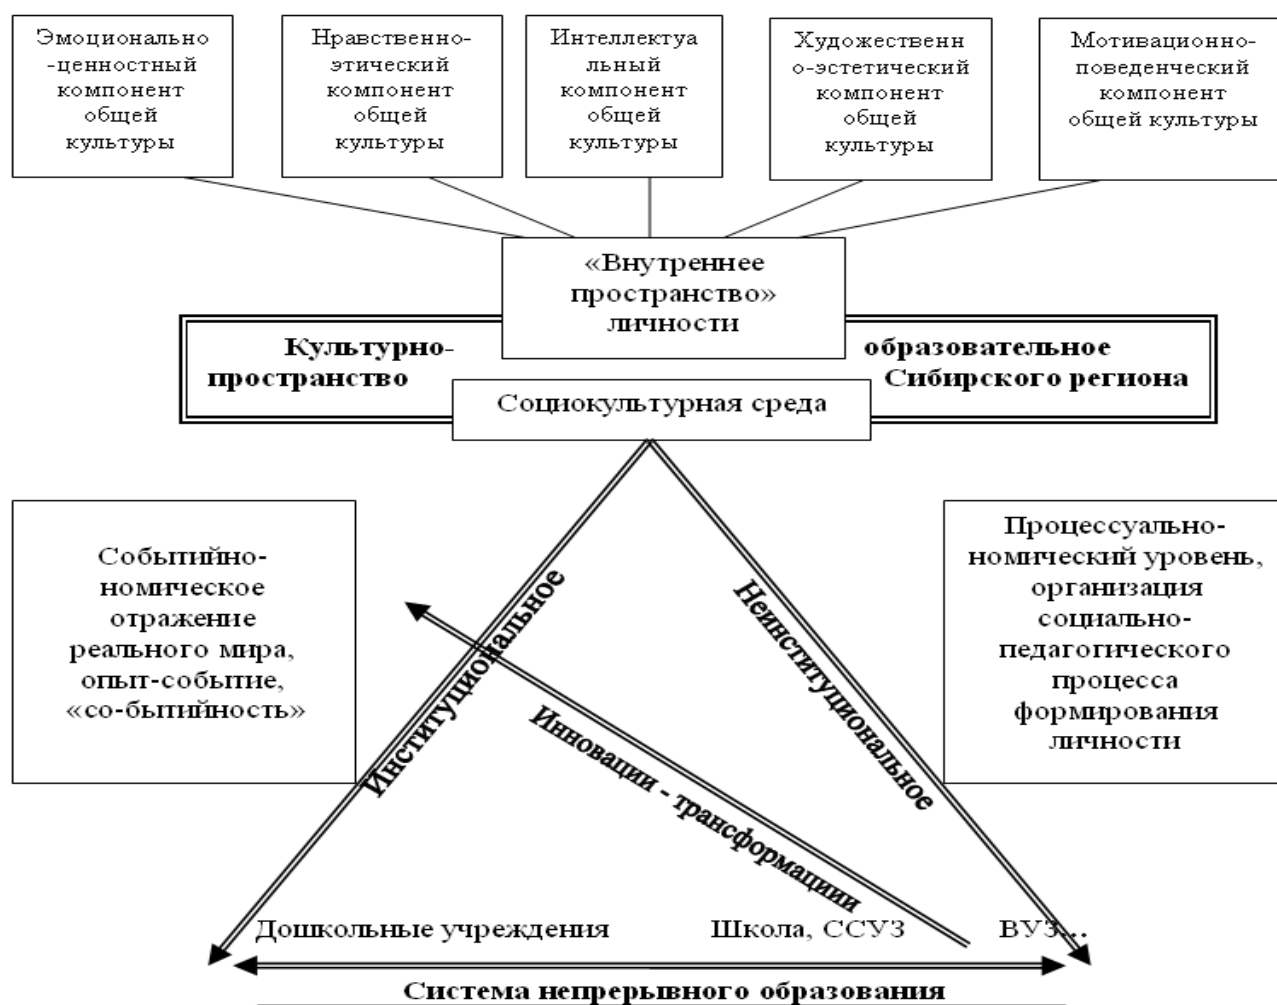 Эмоционально
-ценностный
компонент
общей
культуры
Нравственно-
этический
компонент
общей
культуры
Интеллектуа
льный
компонент
общей
культуры
Художественн
о-эстетический
компонент
общей
культуры
Мотивационно-
поведенческий
компонент
общей культуры
«Внутреннее
пространство»
личности
Культурно- образовательное
пространство Сибирского региона
Социокультурная среда
Событийно-
номическое
отражение
реального мира,
опыт-событие,
«со-бытийность»
Институциональное
Неинституциональное
Инновации - трансформациии
Процессуально-
номический уровень,
организация
социально-
педагогического
процесса
формирования
личности
Дошкольные учреждения Школа, ССУЗ ВУЗ...
Система непрерывного образования